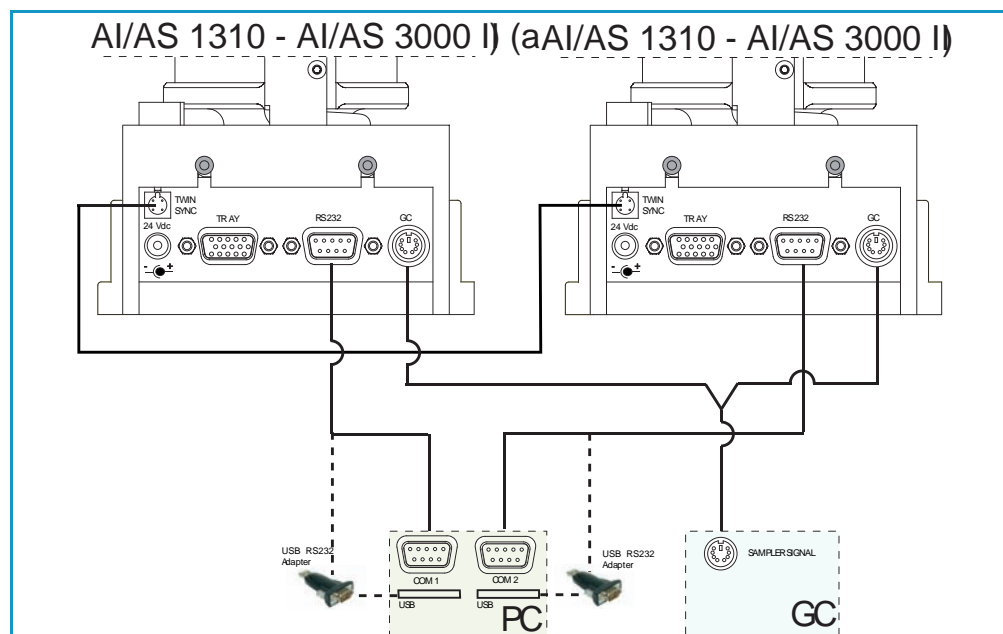 AI/AS 1310 - AI/AS 3000 II) (aAI/AS 1310 - AI/AS 3000 II)
TWIN
SYNC
24 Vdc
TRAY
RS232
GC
- +
TWIN
SYNC
24 Vdc
TRAY
RS232
GC
- +
USB RS232
Adapter
COM 1
USB
COM 2
USB
PC
USB RS232
Adapter
SAMPLER SIGNAL
GC